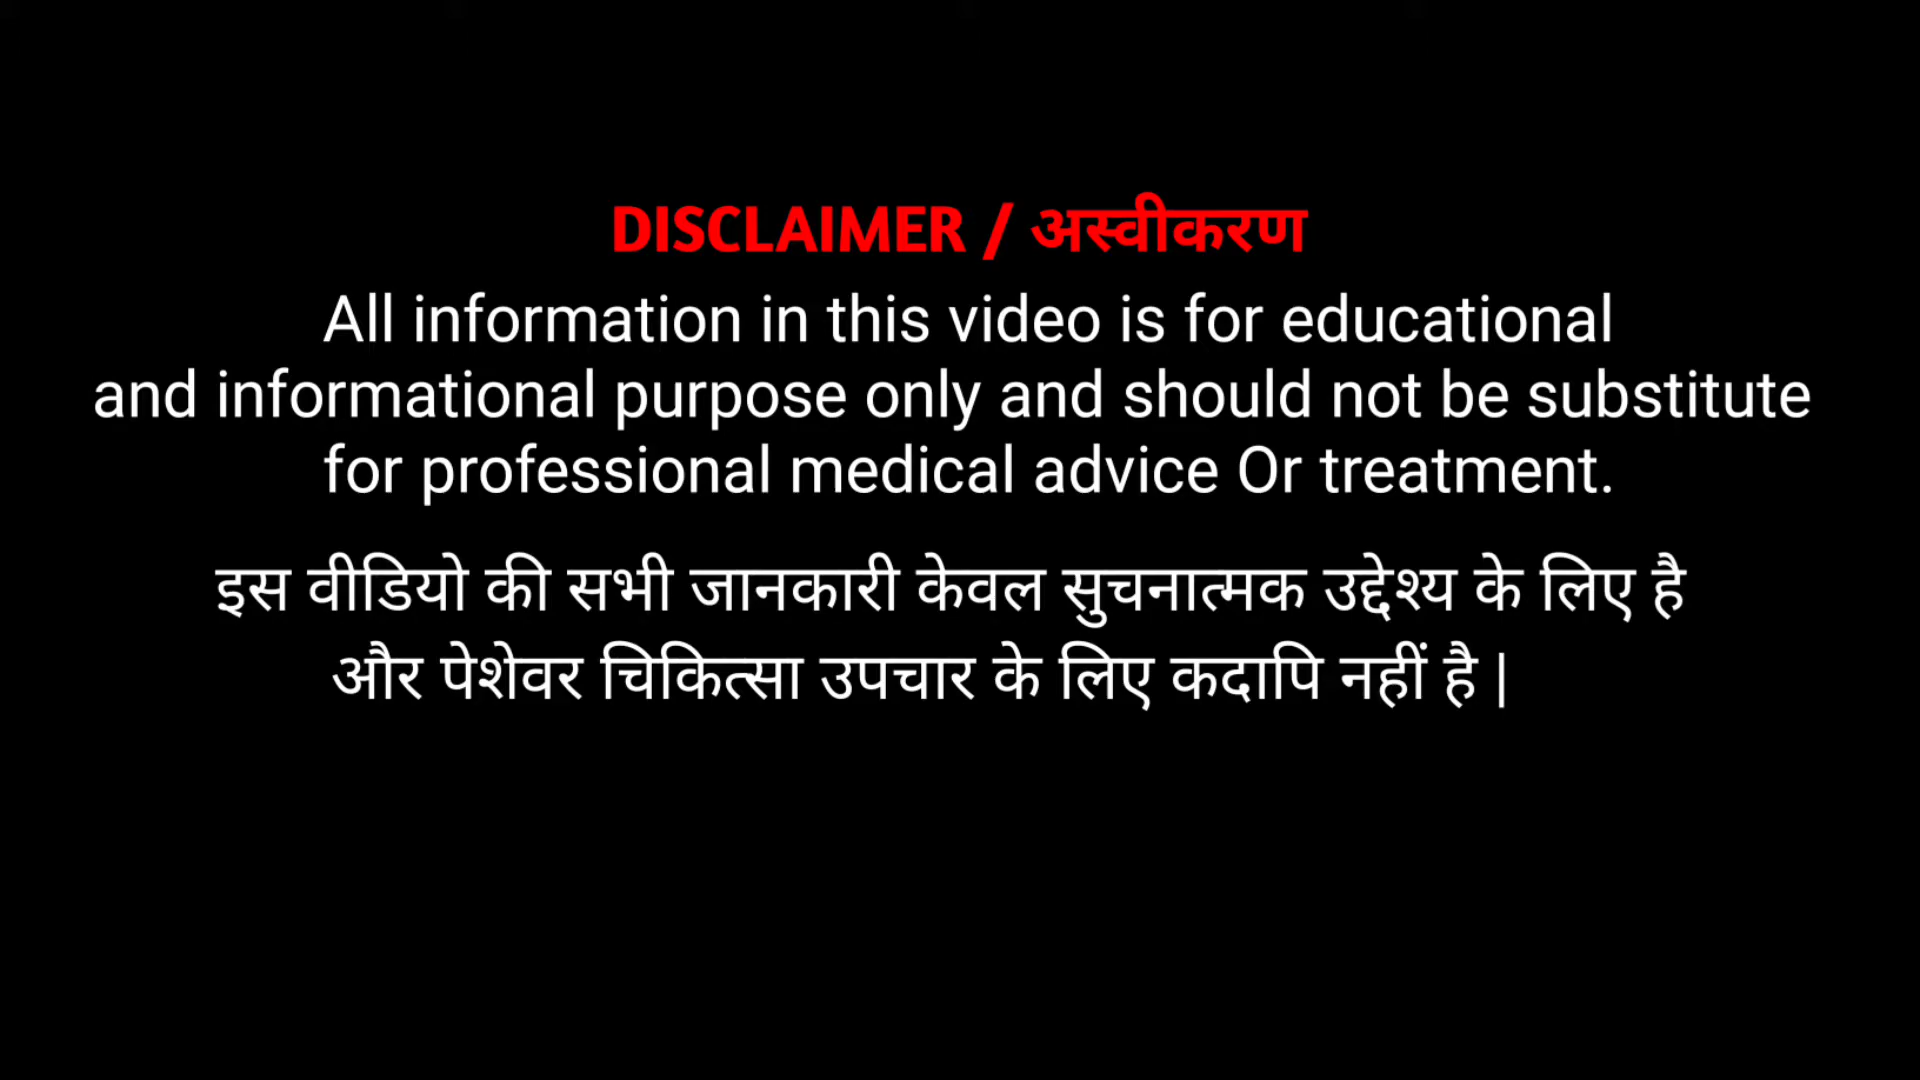 DISCLAIMER / अस्वीकरण
All information in this video is for educational
and informational purpose only and should not be substitute
for professional medical advice Or treatment.
इस वीडियो की सभी जानकारी केवल सुचनात्मक उद्देश्य के लिए है
और पेशेवर चिकित्सा उपचार के लिए कदापि नहीं है |